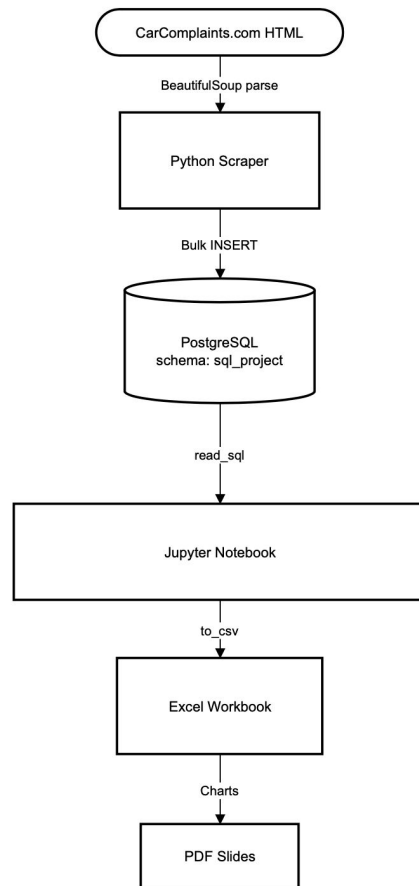 CarComplaints.com HTML
BeautifulSoup parse
Python Scraper
Bulk INSERT
PostgreSQL
schema: sql_project
read_sql
Jupyter Notebook
to_csv
Excel Workbook
Charts
PDF Slides